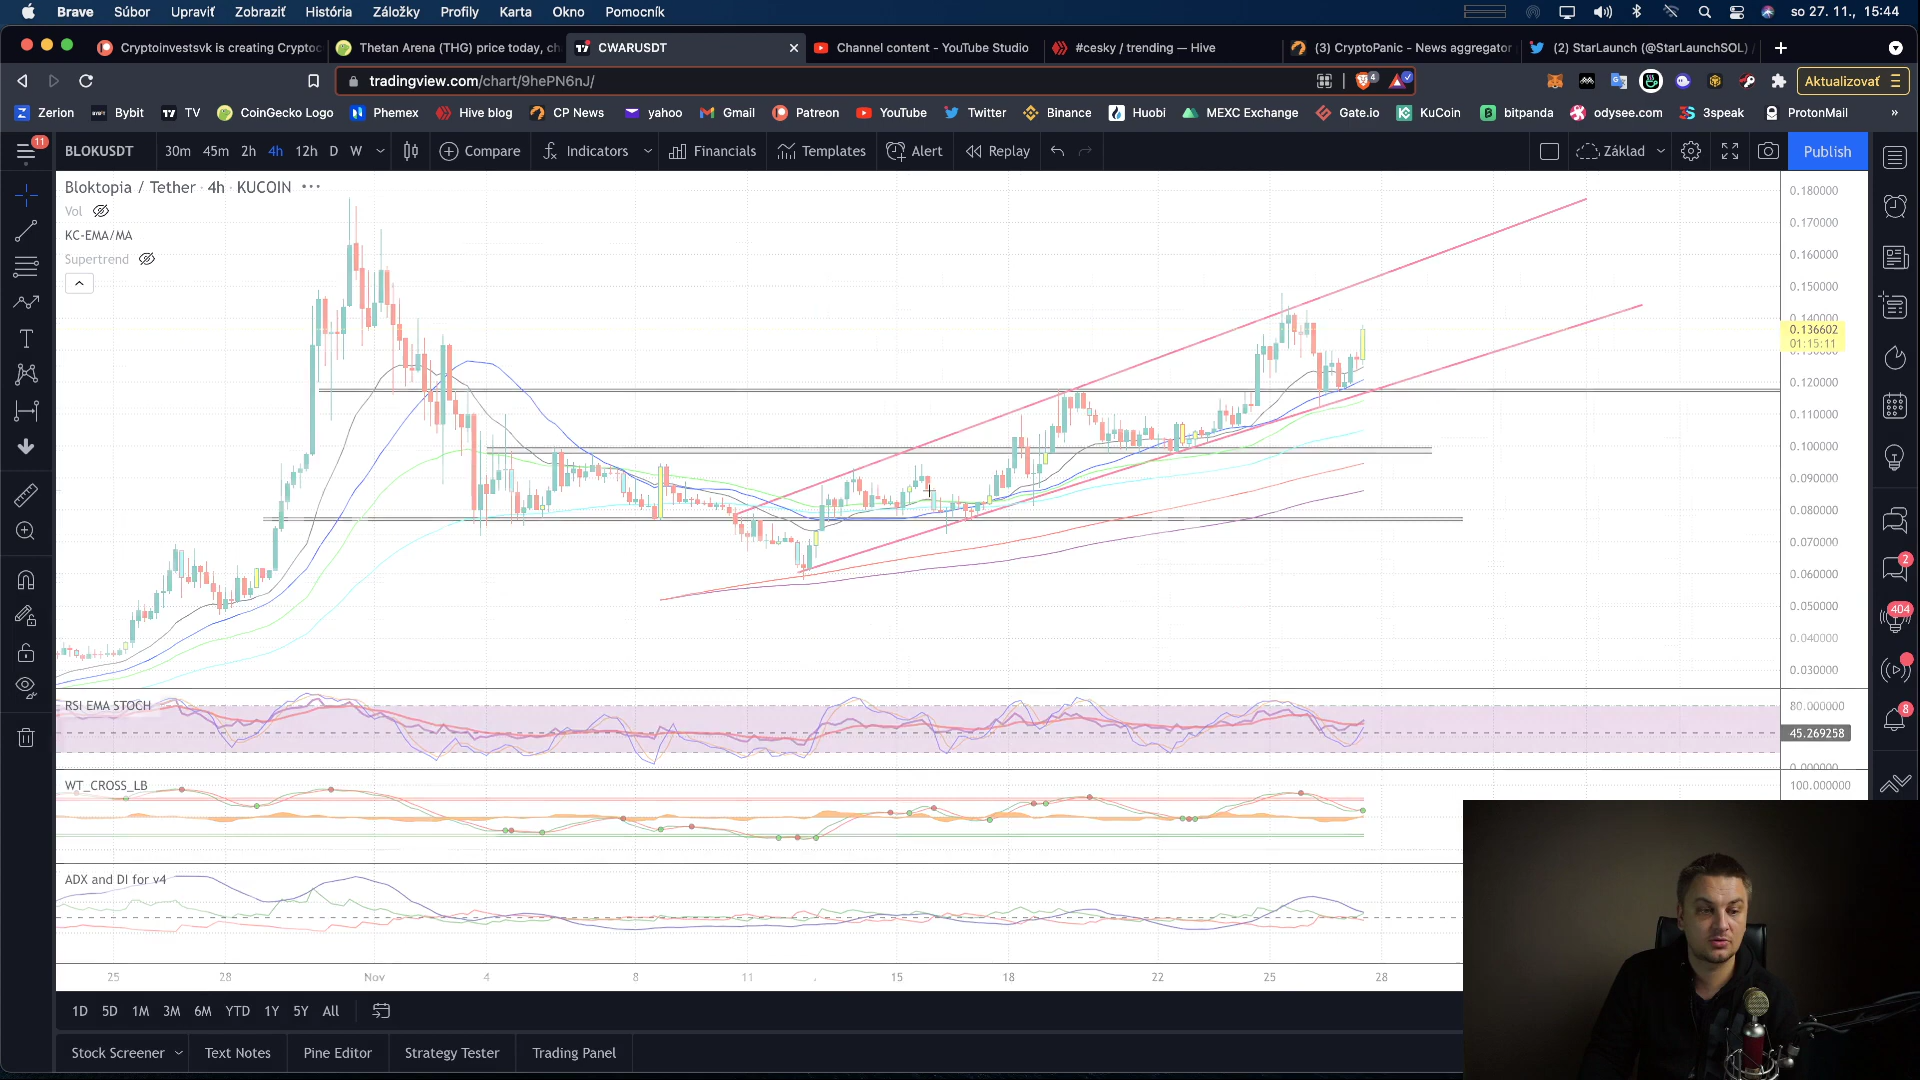 Brave Súbor Upraviť Zobraziť História Záložky Profily Karta Okno Pomocník so 27. 11., 15:44
Cryptoinvestsvk is creating Cryptoc Thetan Arena (THG) price today, ch CWARUSDT Channel content - YouTube Studio #cesky / trending — Hive (3) CryptoPanic - News aggregator (2) StarLaunch (@StarLaunchSOL)
tradingview.com/chart/9hePN6nJ/ 4 Aktualizovať
Zerion Bybit TV CoinGecko Logo Phemex Hive blog CP News yahoo Gmail Patreon YouTube Twitter Binance Huobi MEXC Exchange Gate.io KuCoin bitpanda odysee.com 3speak ProtonMail »
11 BLOKUSDT 30m 45m 2h 4h 12h D W Compare Indicators Financials Templates Alert Replay Základ Publish
Bloktopia / Tether · 4h · KUCOIN
Vol
KC-EMA/MA
Supertrend
0.180000
0.170000
0.160000
0.150000
0.140000
0.136602
01:15:11
0.120000
0.110000
0.100000
0.090000
0.080000
0.070000
0.060000
0.050000
0.040000
0.030000
2
404
8
RSI EMA STOCH
80.000000
45.269258
0.000000
WT_CROSS_LB
100.000000
ADX and DI for v4
25 28 Nov 4 8 11 15 18 22 25 28
1D 5D 1M 3M 6M YTD 1Y 5Y All
Stock Screener Text Notes Pine Editor Strategy Tester Trading Panel